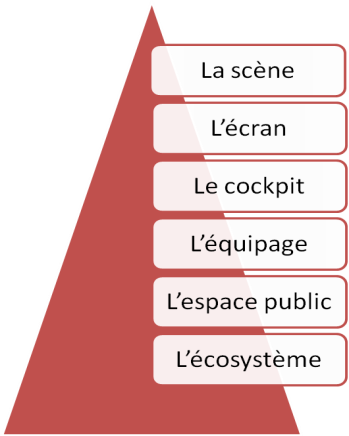 La scène
L’écran
Le cockpit
L’équipage
L’espace public
L’écosystème